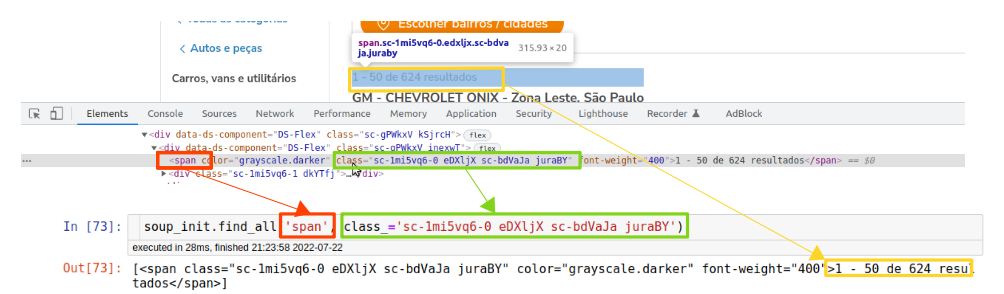 Todas as categorias
Escolher bairros / cidades
Autos e peças
span.sc-1mi5vq6-0.edxljx.sc-bdva
ja.juraby
315.93 × 20
Carros, vans e utilitários
1 - 50 de 624 resultados
GM - CHEVROLET ONIX - Zona Leste, São Paulo
Elements Console Sources Network Performance Memory Application Security Lighthouse Recorder AdBlock
▼<div data-ds-component="DS-Flex" class="sc-gPWkxV kSjrcH"> flex
▼<div data-ds-component="DS-Flex" class="sc-gPWkxV inexwT"> flex
<span color="grayscale.darker" class="sc-1mi5vq6-0 eDXljX sc-bdVaJa juraBY" font-weight="400">1 - 50 de 624 resultados</span> == $0
▶<div class="sc-1mi5vq6-1 dkYTfj">…</div>
</div>
In [73]: soup_init.find_all('span', class_='sc-1mi5vq6-0 eDXljX sc-bdVaJa juraBY')
executed in 28ms, finished 21:23:58 2022-07-22
Out[73]: [<span class="sc-1mi5vq6-0 eDXljX sc-bdVaJa juraBY" color="grayscale.darker" font-weight="400">1 - 50 de 624 resul
tados</span>]